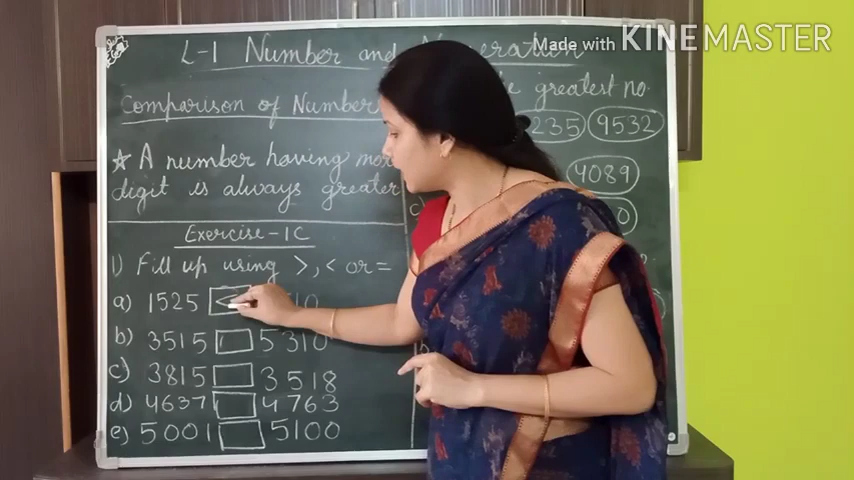 L-1 Number and
Made with KINEMASTER
Comparison of Number
greatest no.
235 9532
★ A number having
digit is always greater
4089
Exercise-1C
1) Fill up using >, < or =
a) 1525 < 10
b) 3515 □ 5310
c) 3815 □ 3518
d) 4637 □ 4763
e) 5001 □ 5100